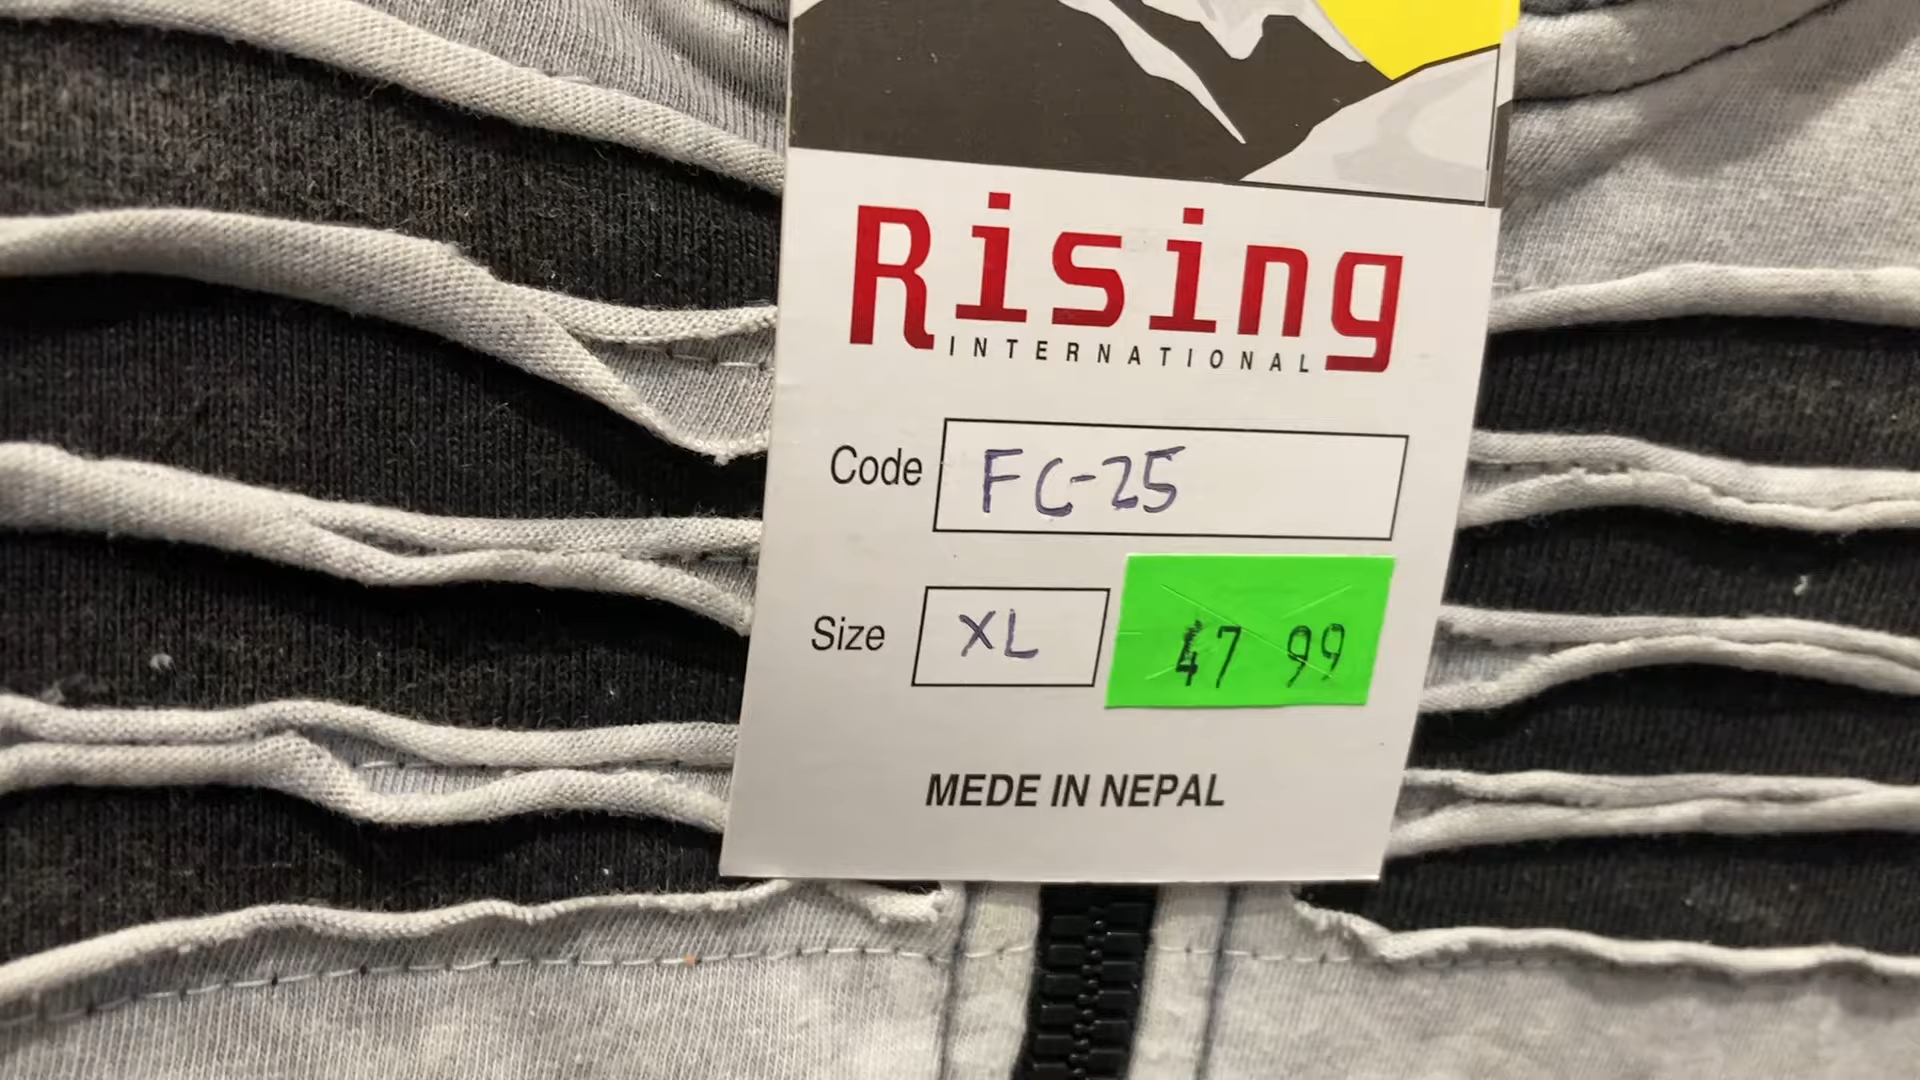 Rising
INTERNATIONAL
Code FC-25
Size XL 47 99
MEDE IN NEPAL